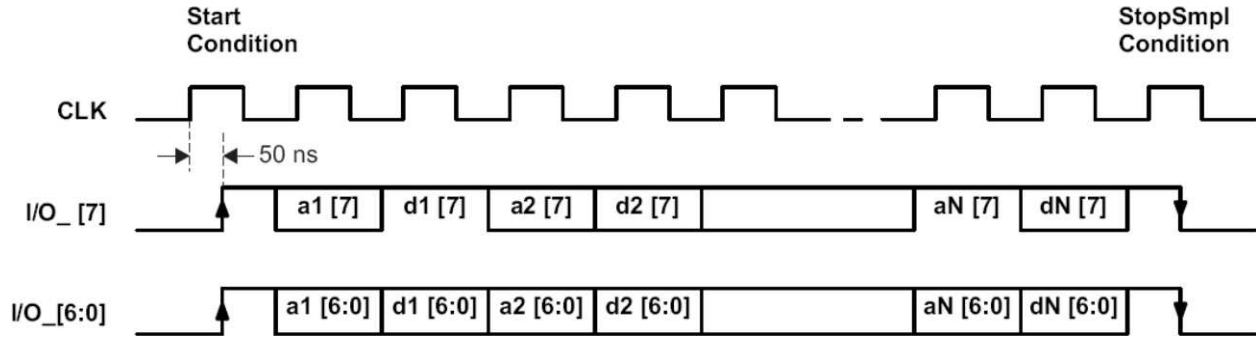 Start
Condition
StopSmpl
Condition
CLK
50 ns
I/O_ [7]
a1 [7] d1 [7] a2 [7] d2 [7] aN [7] dN [7]
I/O_[6:0]
a1 [6:0] d1 [6:0] a2 [6:0] d2 [6:0] aN [6:0] dN [6:0]